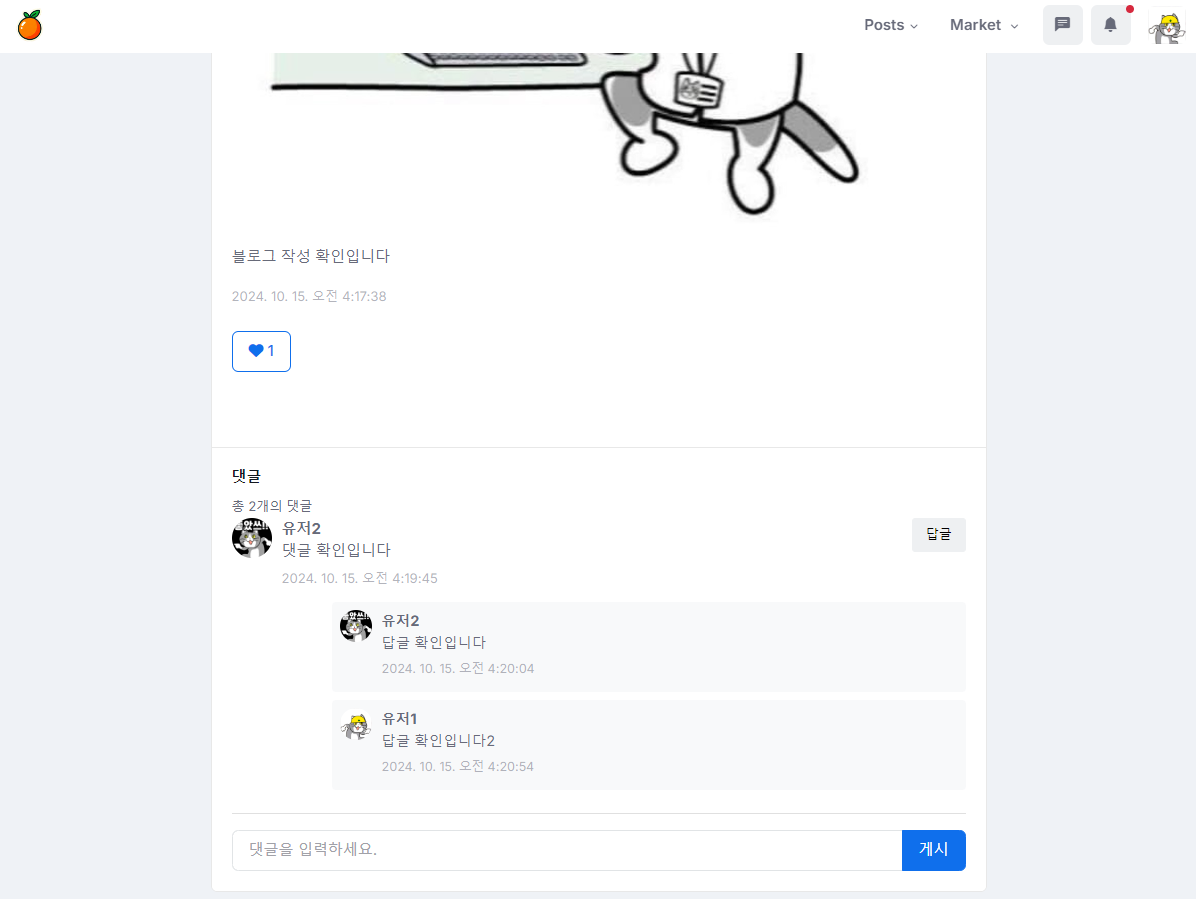 Posts
Market
블로그 작성 확인입니다
2024. 10. 15. 오전 4:17:38
1
댓글
총 2개의 댓글
유저2
답글
댓글 확인입니다
2024. 10. 15. 오전 4:19:45
유저2
답글 확인입니다
2024. 10. 15. 오전 4:20:04
유저1
답글 확인입니다2
2024. 10. 15. 오전 4:20:54
댓글을 입력하세요.
게시